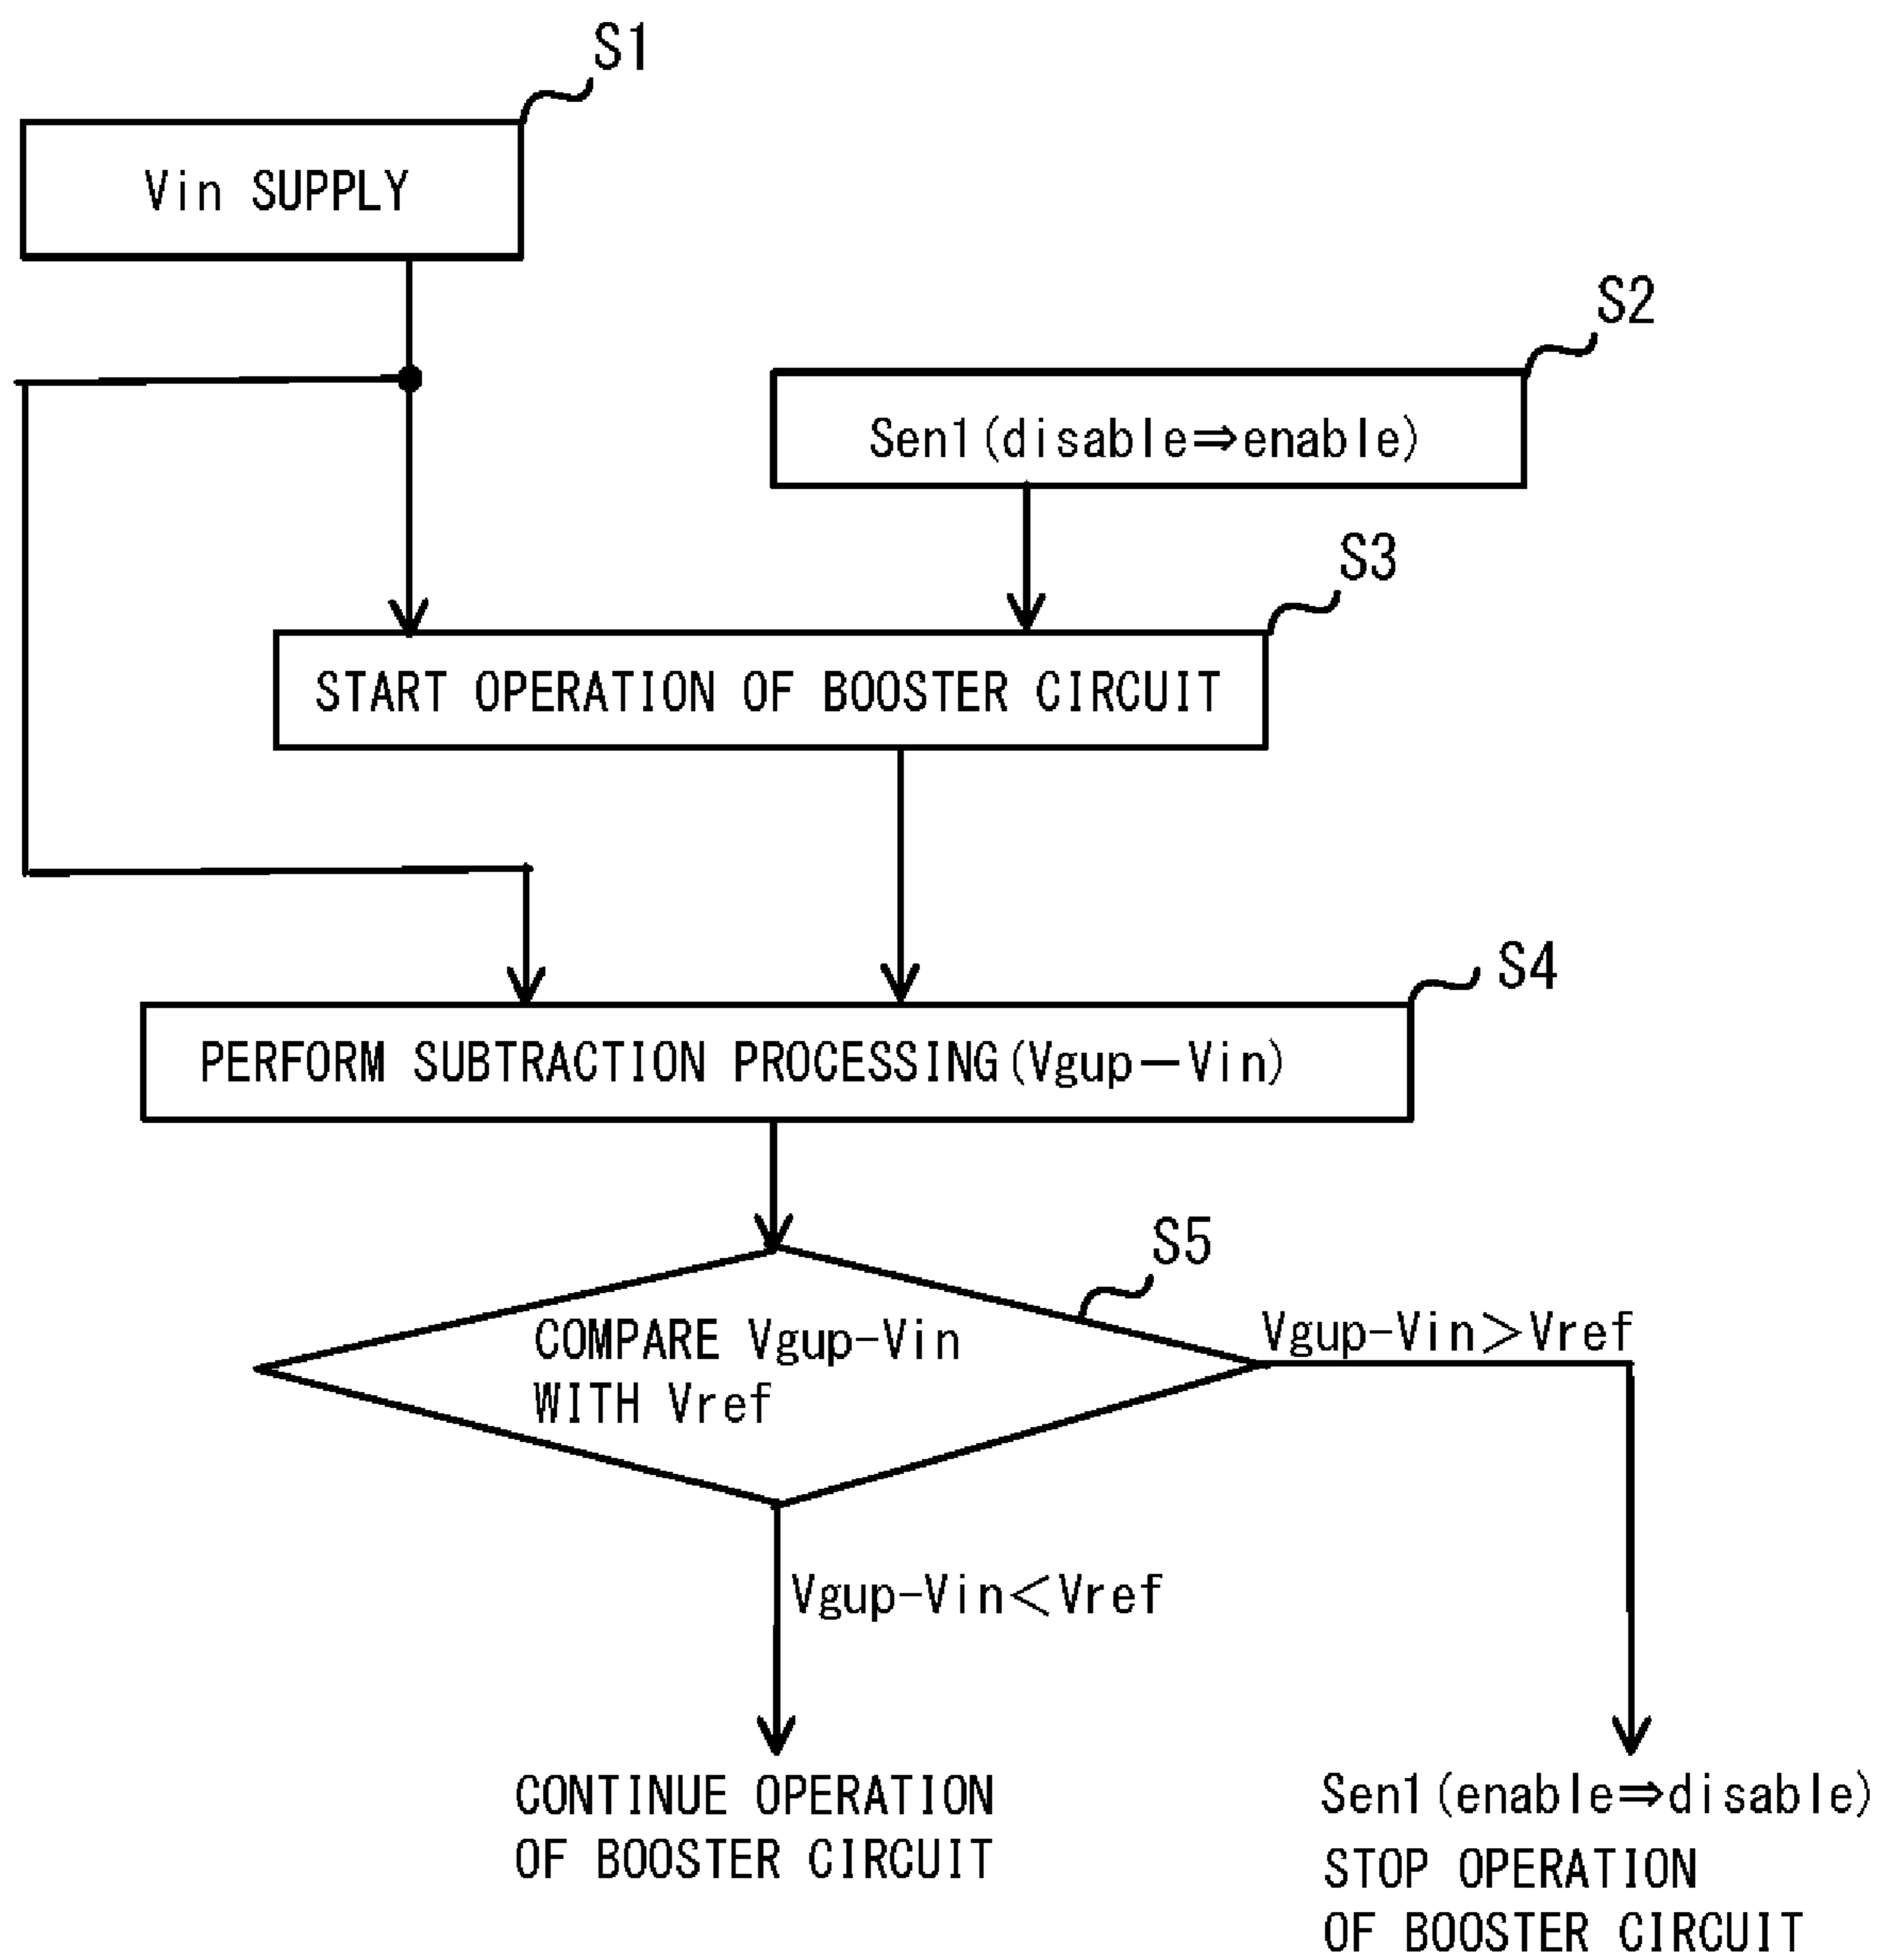 S1
Vin SUPPLY
S2
Sen1(disable⇒enable)
S3
START OPERATION OF BOOSTER CIRCUIT
S4
PERFORM SUBTRACTION PROCESSING(Vgup－Vin)
S5
COMPARE Vgup-Vin
WITH Vref
Vgup-Vin＞Vref
Vgup-Vin＜Vref
CONTINUE OPERATION
OF BOOSTER CIRCUIT
Sen1(enable⇒disable)
STOP OPERATION
OF BOOSTER CIRCUIT